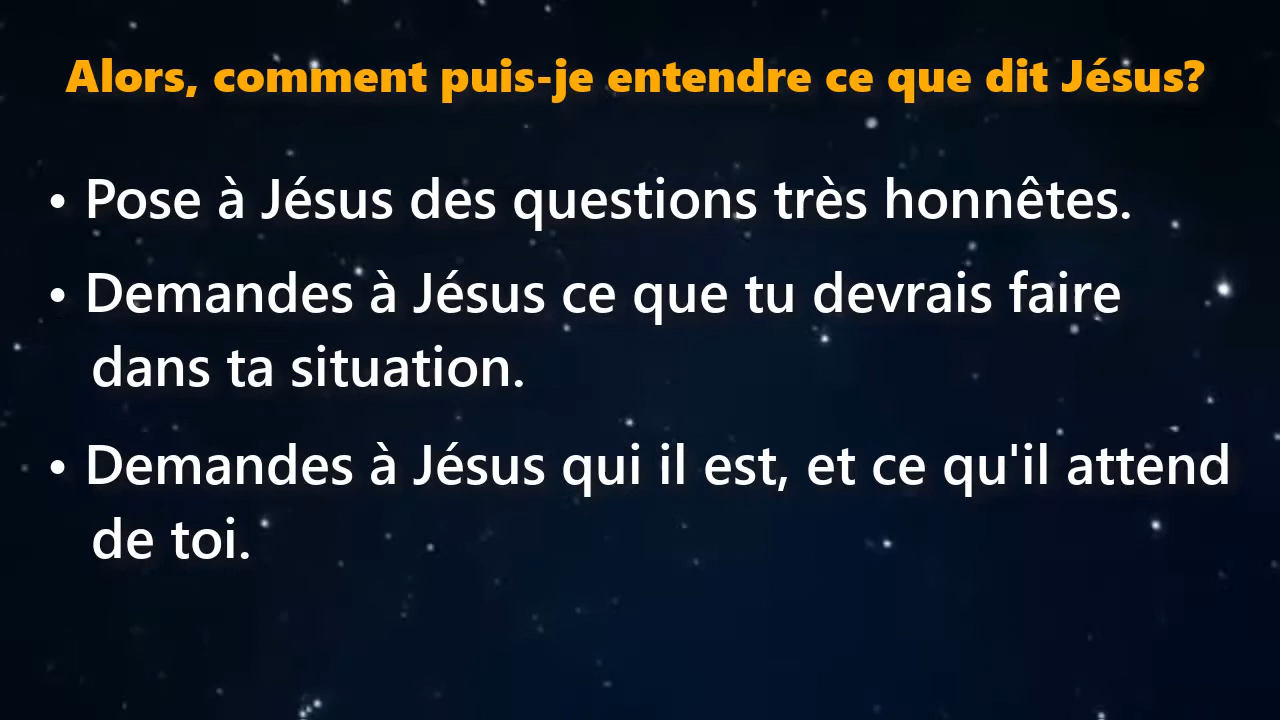 Alors, comment puis-je entendre ce que dit Jésus?
• Pose à Jésus des questions très honnêtes.
• Demandes à Jésus ce que tu devrais faire
dans ta situation.
• Demandes à Jésus qui il est, et ce qu'il attend
de toi.